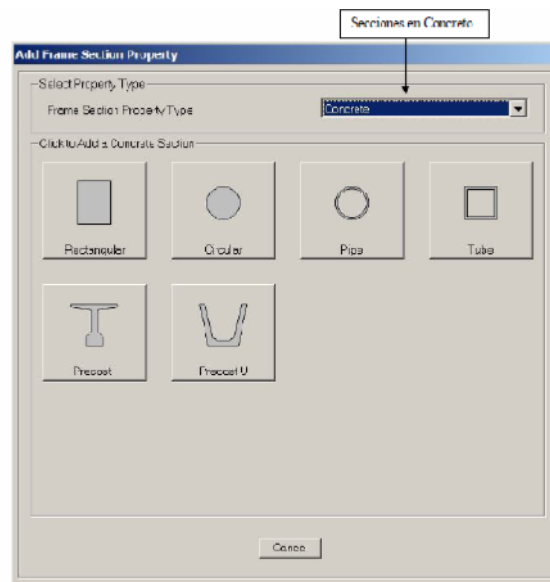 Secciones en Concreto
Add Frame Section Property
Select Property Type
Frame Section Property Type
Concrete
Click to Add a Concrete Section
Rectangular
Circular
Pipe
Tube
Precast I
Precast U
Cancel